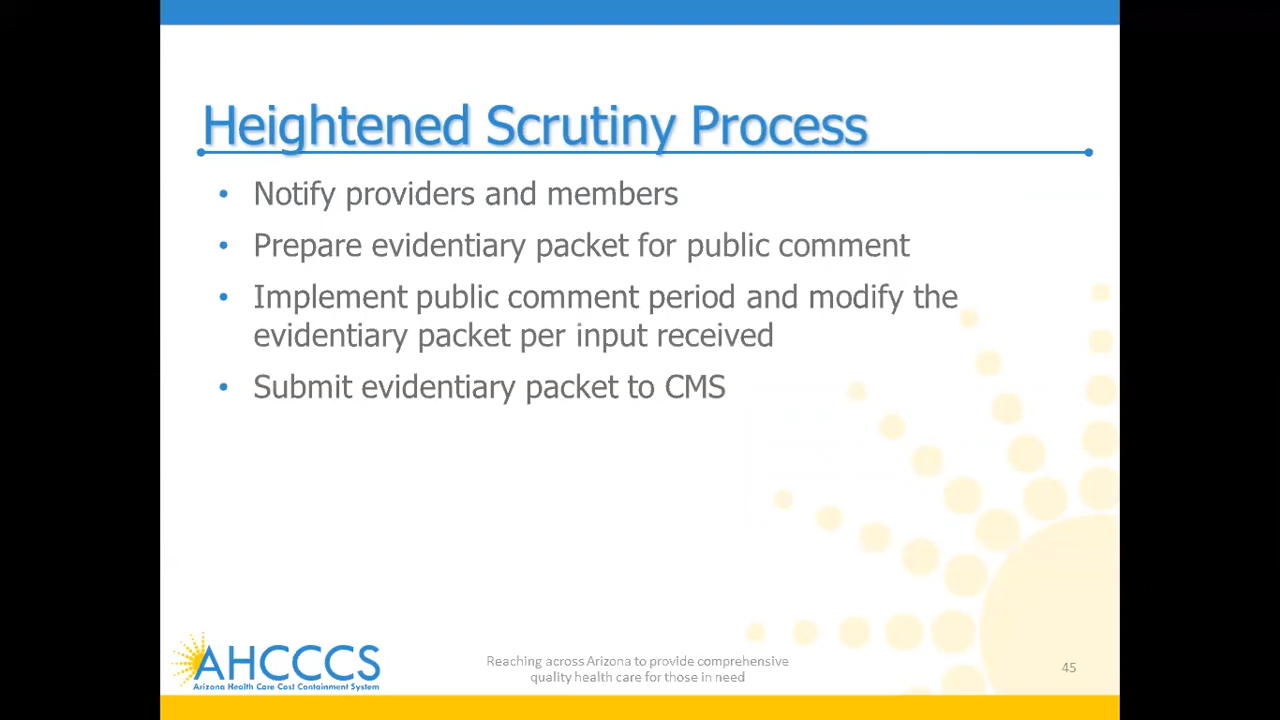 Heightened Scrutiny Process
• Notify providers and members
• Prepare evidentiary packet for public comment
• Implement public comment period and modify the
evidentiary packet per input received
• Submit evidentiary packet to CMS
AHCCCS
Arizona Health Care Cost Containment System
Reaching across Arizona to provide comprehensive
quality health care for those in need
45